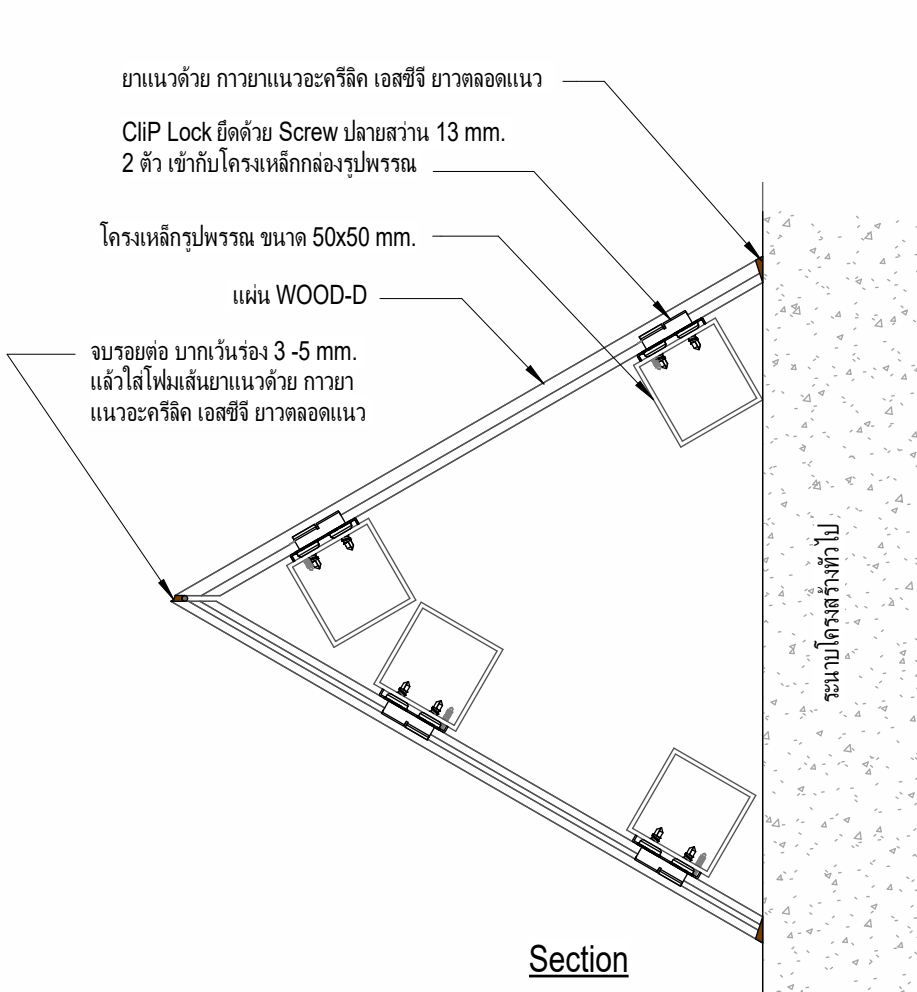 ยาแนวด้วย กาวยาแนวอะครีลิค เอสซีจี ยาวตลอดแนว
CliP Lock ยึดด้วย Screw ปลายสว่าน 13 mm.
2 ตัว เข้ากับโครงเหล็กกล่องรูปพรรณ
โครงเหล็กรูปพรรณ ขนาด 50x50 mm.
แผ่น WOOD-D
จบรอยต่อ บากเว้นร่อง 3 -5 mm.
แล้วใส่โฟมเส้นยาแนวด้วย กาวยา
แนวอะครีลิค เอสซีจี ยาวตลอดแนว
ระนาบโครงสร้างทั่วไป
Section